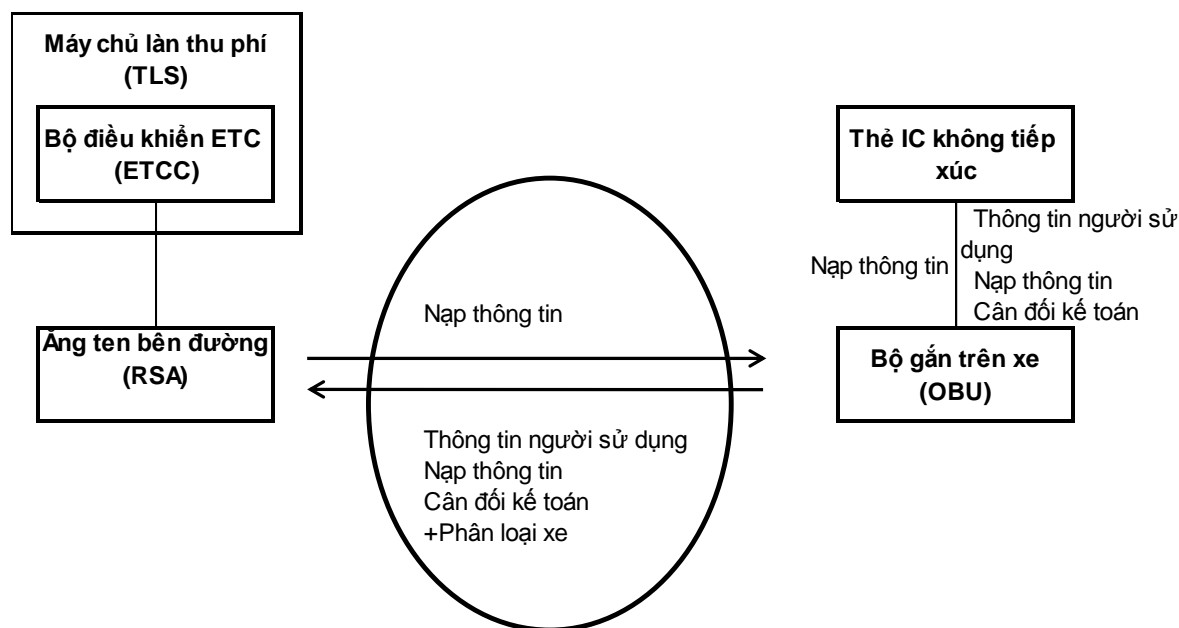 Máy chủ làn thu phí
(TLS)
Bộ điều khiển ETC
(ETCC)
Ăng ten bên đường
(RSA)
Nạp thông tin
Thông tin người sử dụng
Nạp thông tin
Cân đối kế toán
+Phân loại xe
Thẻ IC không tiếp
xúc
Nạp thông tin
Thông tin người sử
dụng
Nạp thông tin
Cân đối kế toán
Bộ gắn trên xe
(OBU)